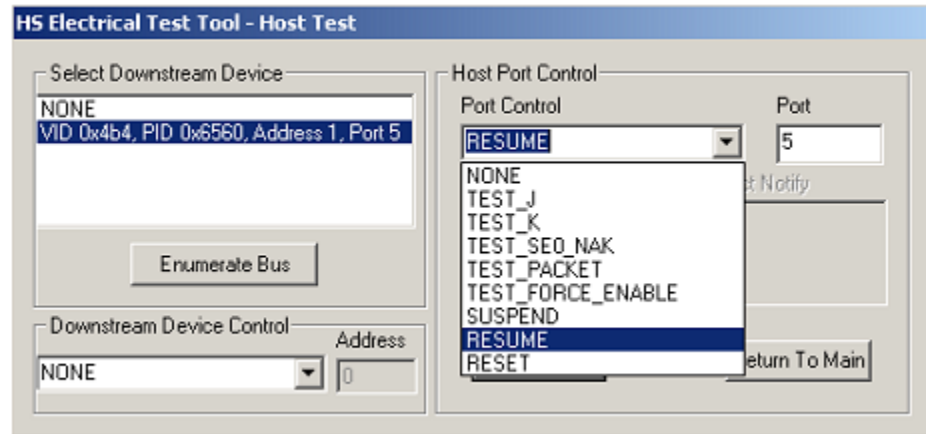 HS Electrical Test Tool - Host Test
Select Downstream Device
NONE
VID 0x4b4, PID 0x6560, Address 1, Port 5
Enumerate Bus
Downstream Device Control
Address
NONE
0
Host Port Control
Port Control
Port
RESUME
5
NONE
TEST_J
TEST_K
TEST_SE0_NAK
TEST_PACKET
TEST_FORCE_ENABLE
SUSPEND
RESUME
RESET
Notify
eturn To Main